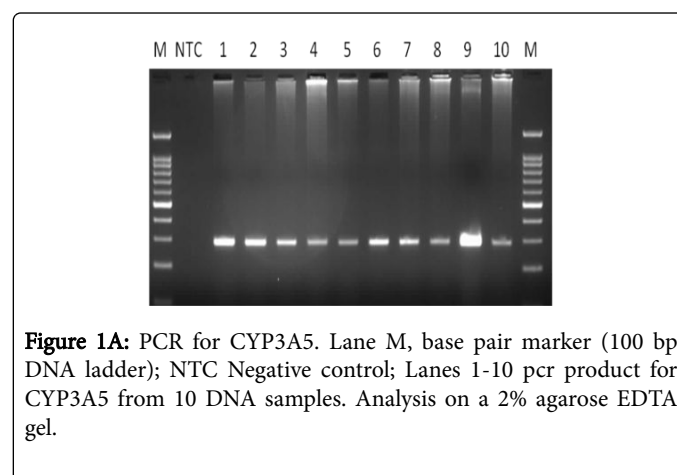 M NTC 1 2 3 4 5 6 7 8 9 10 M
Figure 1A: PCR for CYP3A5. Lane M, base pair marker (100 bp
DNA ladder); NTC Negative control; Lanes 1-10 pcr product for
CYP3A5 from 10 DNA samples. Analysis on a 2% agarose EDTA
gel.